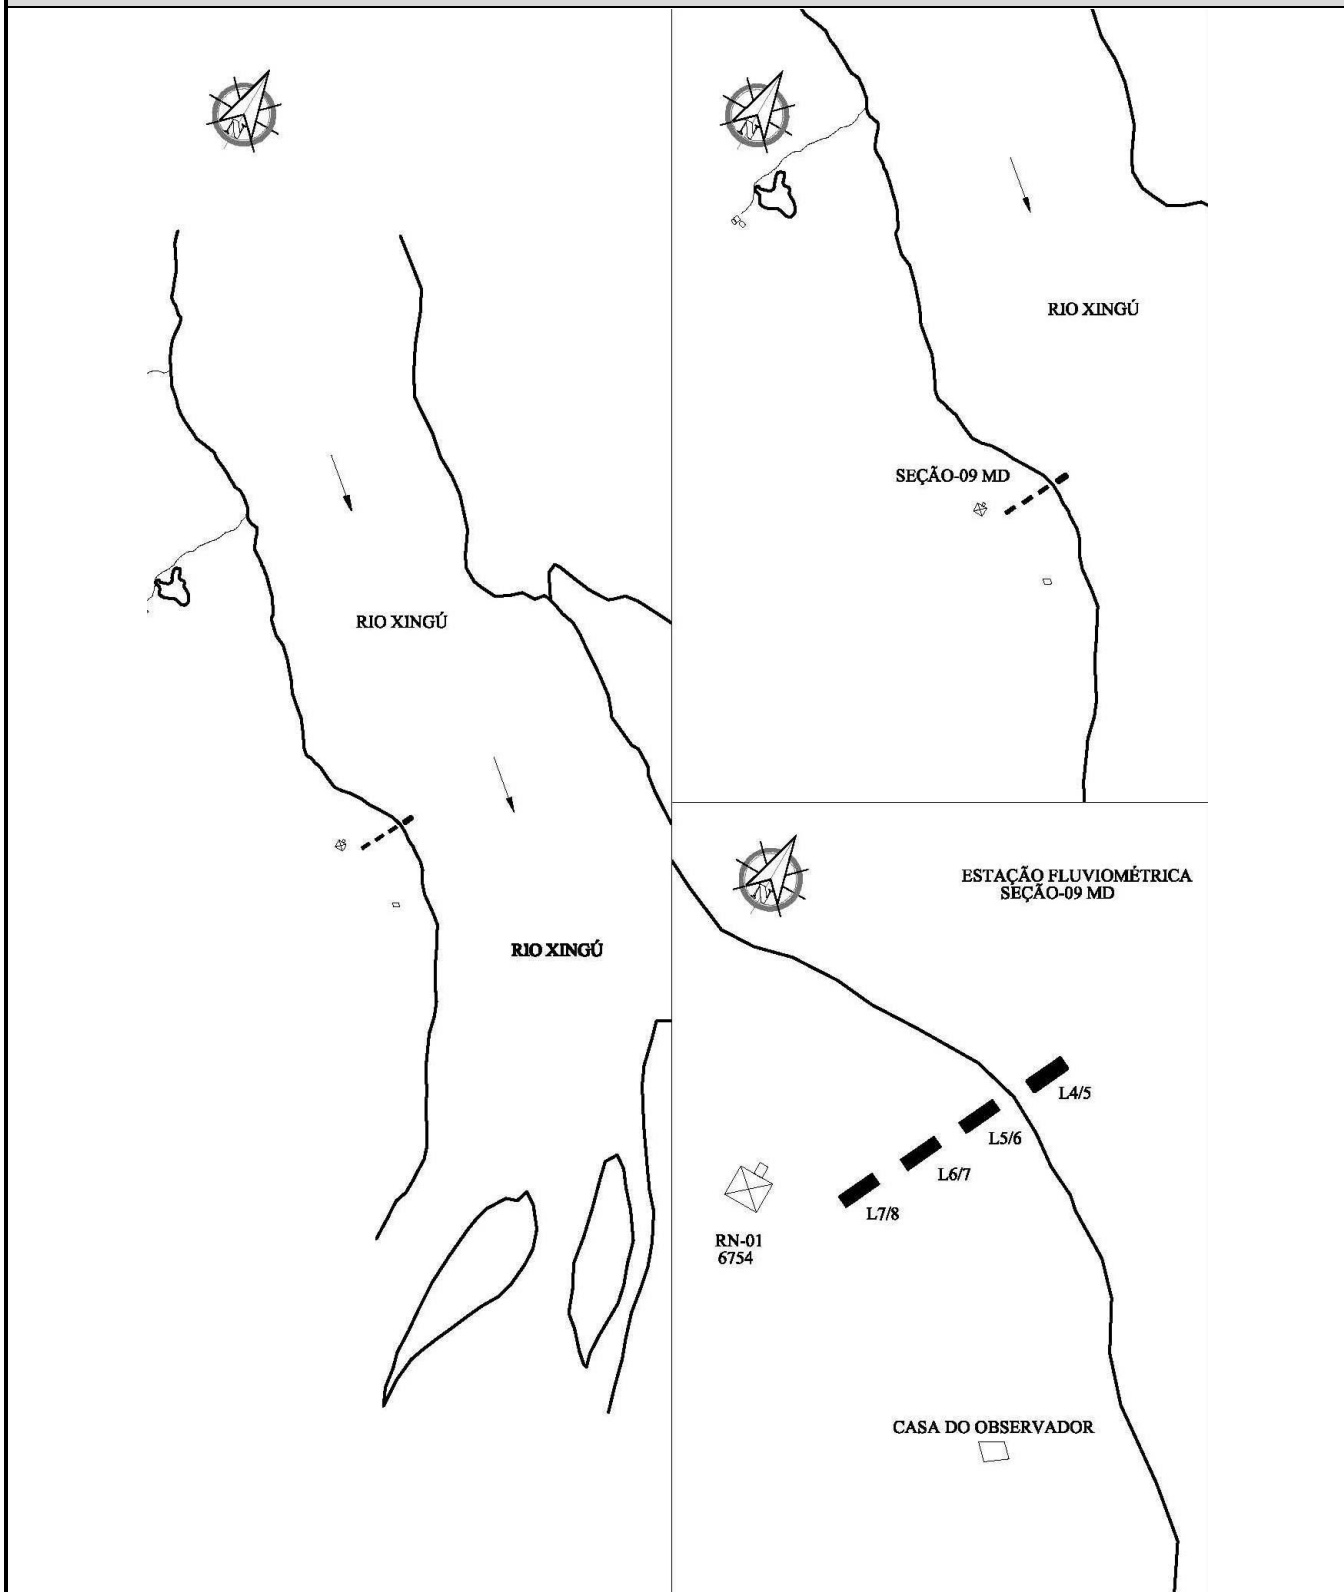 N
RIO XINGÚ
RIO XINGÚ
N
RIO XINGÚ
SEÇÃO-09 MD
N
ESTAÇÃO FLUVIOMÉTRICA
SEÇÃO-09 MD
L4/5
L5/6
L6/7
L7/8
RN-01
6754
CASA DO OBSERVADOR